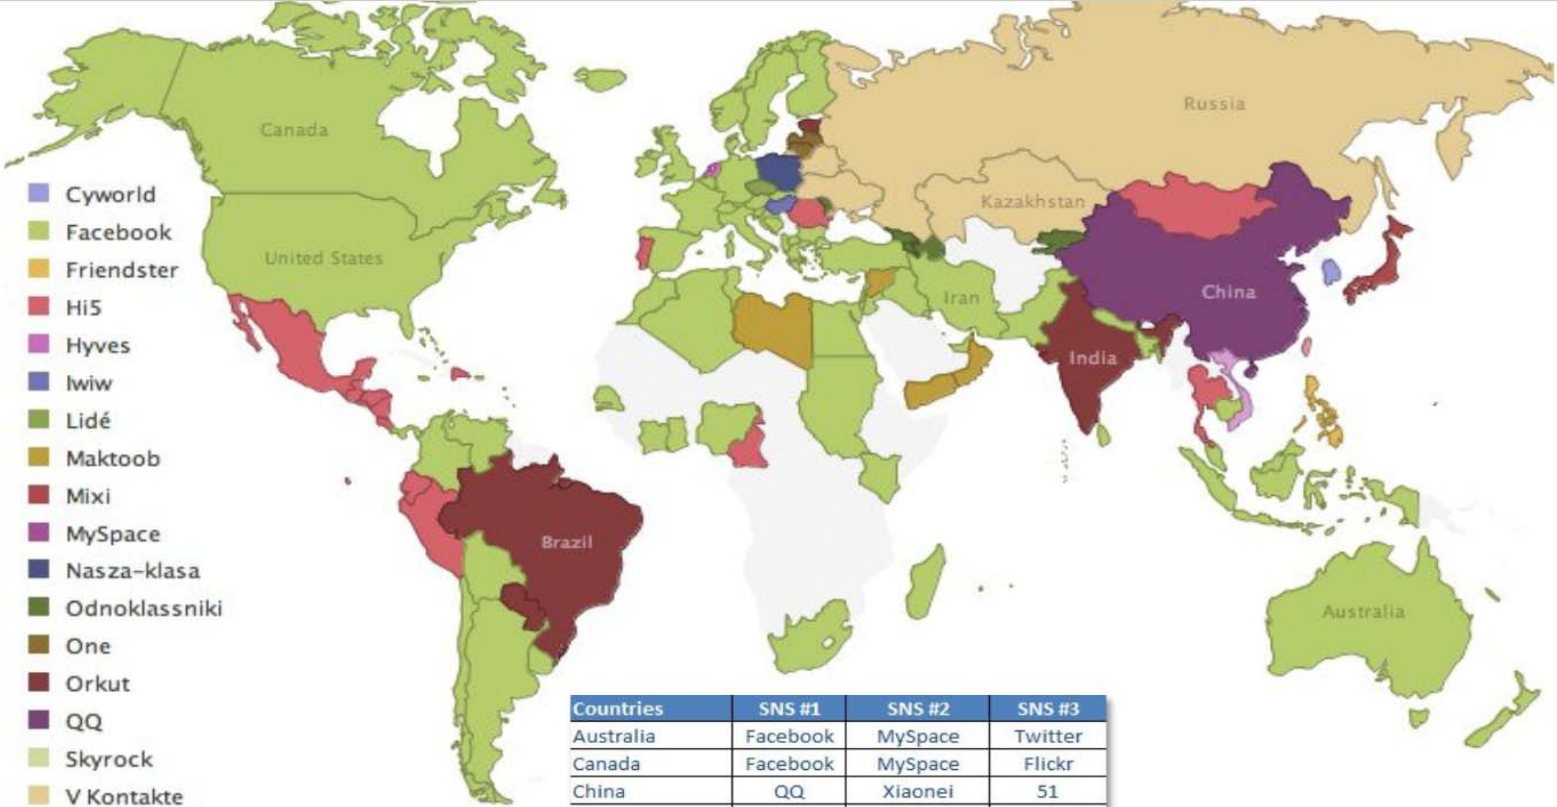 Russia
Canada
Kazakhstan
United States
China
Iran
India
Brazil
Australia
Cyworld
Facebook
Friendster
Hi5
Hyves
Iwiw
Lidé
Maktoob
Mixi
MySpace
Nasza-klasa
Odnoklassniki
One
Orkut
QQ
Skyrock
V Kontakte
Countries SNS #1 SNS #2 SNS #3
Australia Facebook MySpace Twitter
Canada Facebook MySpace Flickr
China QQ Xiaonei 51